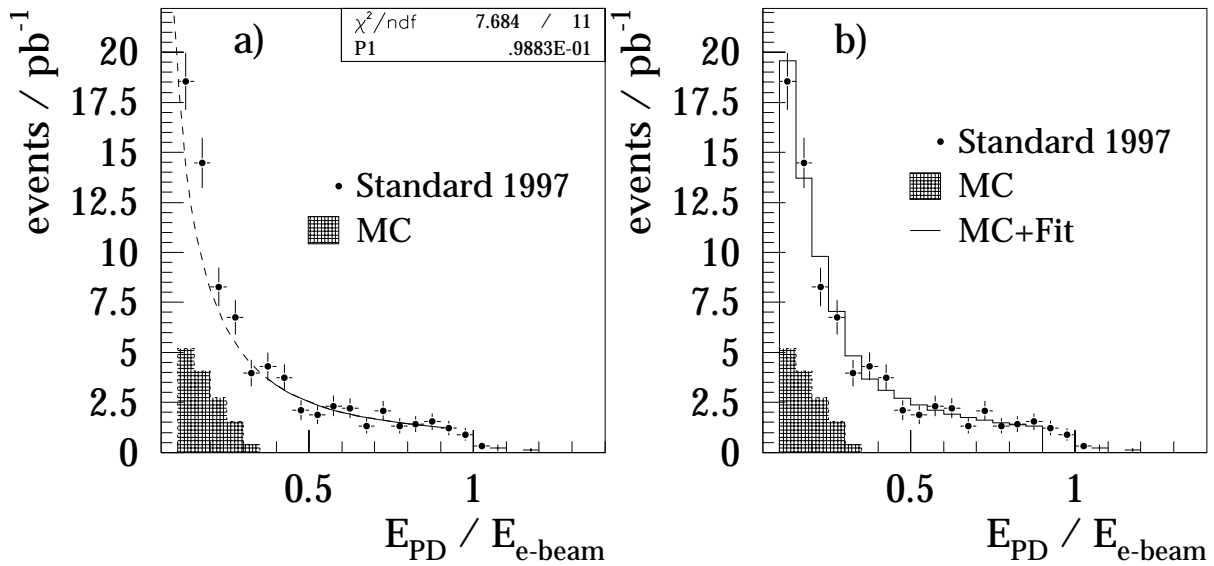 χ²/ndf 7.684 / 11
P1 .9883E-01
a)
events / pb⁻¹
20
17.5
15
12.5
10
7.5
5
2.5
0
Standard 1997
MC
0.5
1
E_PD / E_e-beam
b)
events / pb⁻¹
20
17.5
15
12.5
10
7.5
5
2.5
0
Standard 1997
MC
MC+Fit
0.5
1
E_PD / E_e-beam